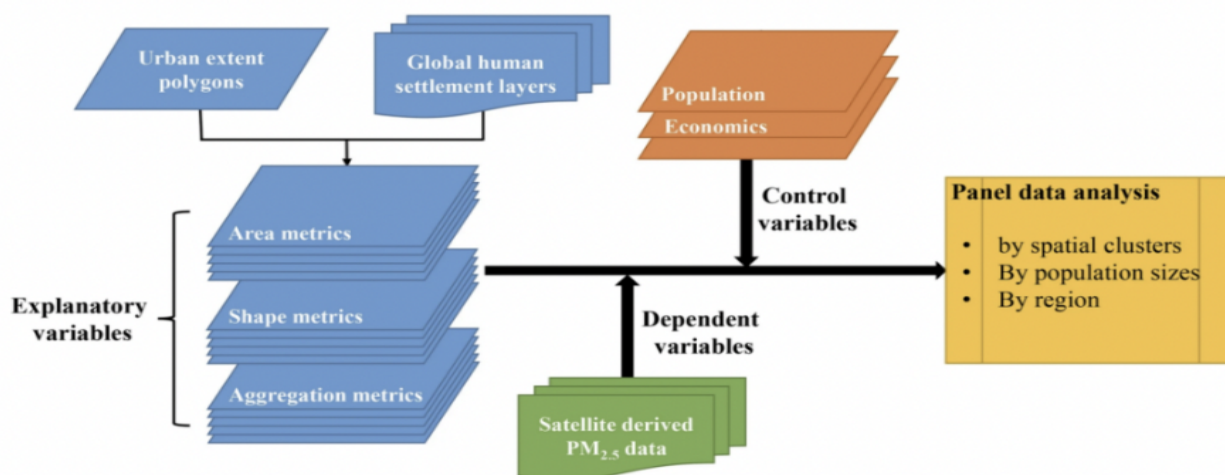 Urban extent
polygons
Global human
settlement layers
Population
Economics
Area metrics
Shape metrics
Aggregation metrics
Explanatory
variables
Control
variables
Dependent
variables
Satellite derived
PM2.5 data
Panel data analysis
• by spatial clusters
• By population sizes
• By region